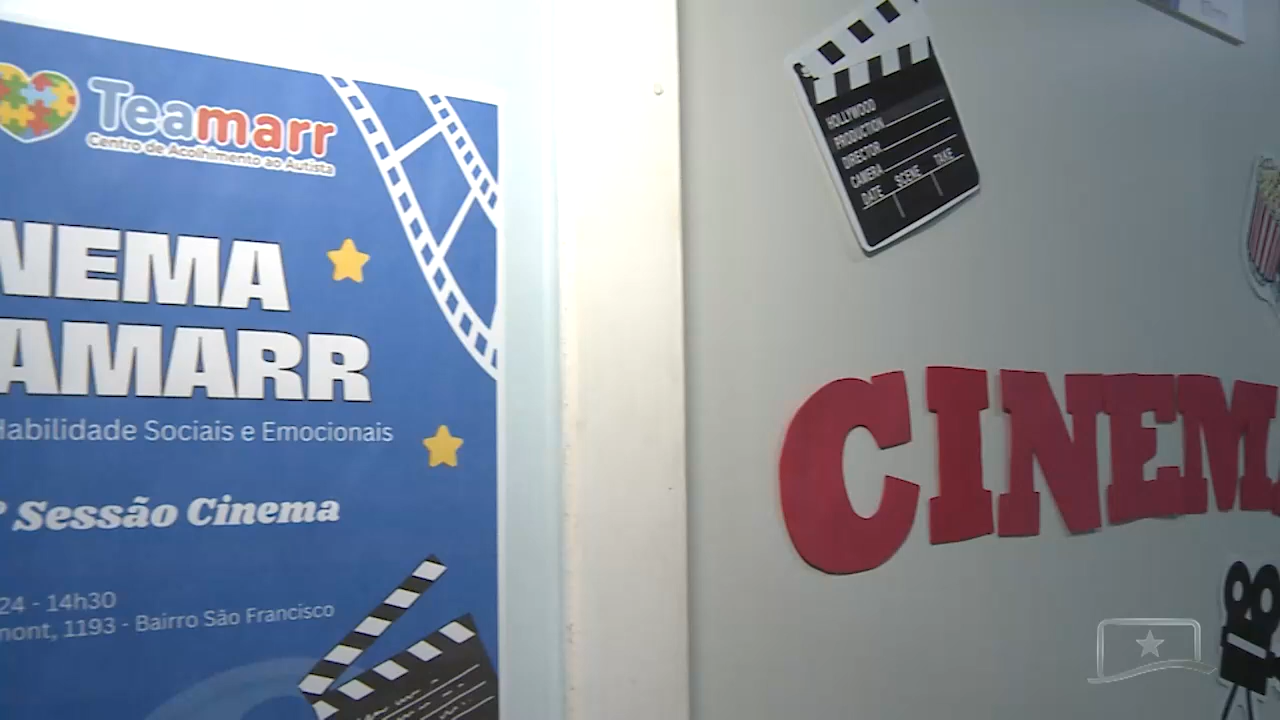 Teamarr
Centro de Acolhimento ao Autista
NEMA
AMARR
Habilidade Sociais e Emocionais
Sessão Cinema
24 - 14h30
mont, 1193 - Bairro São Francisco
HOLLYWOOD
PRODUCTION
DIRECTOR
CAMERA
DATE SCENE TAKE
CINEMA